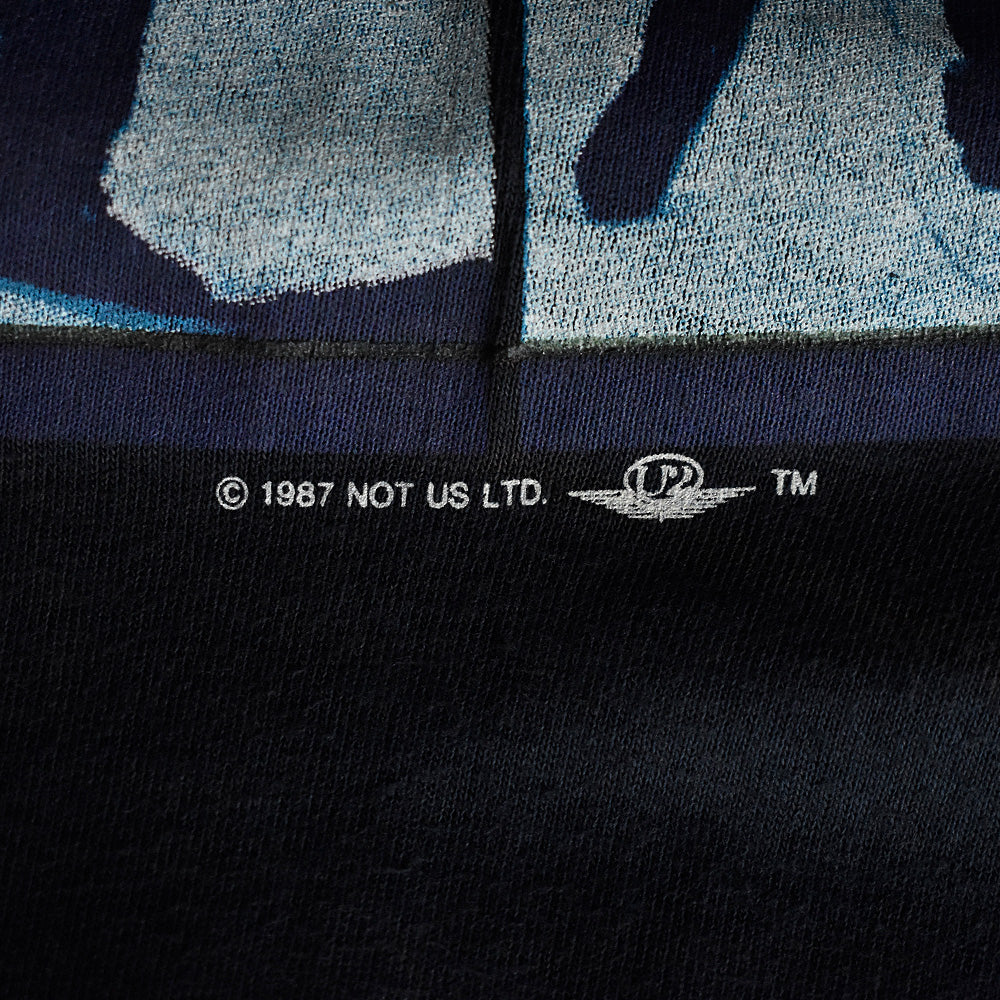 © 1987 NOT US LTD. U2 TM